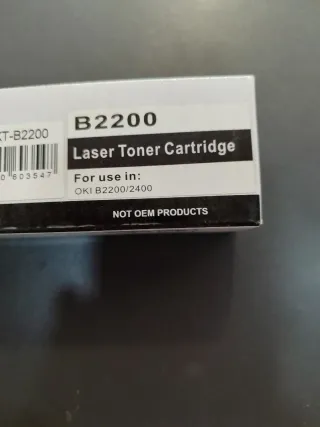 B2200
KT-B2200
Laser Toner Cartridge
For use in:
OKI B2200/2400
NOT OEM PRODUCTS